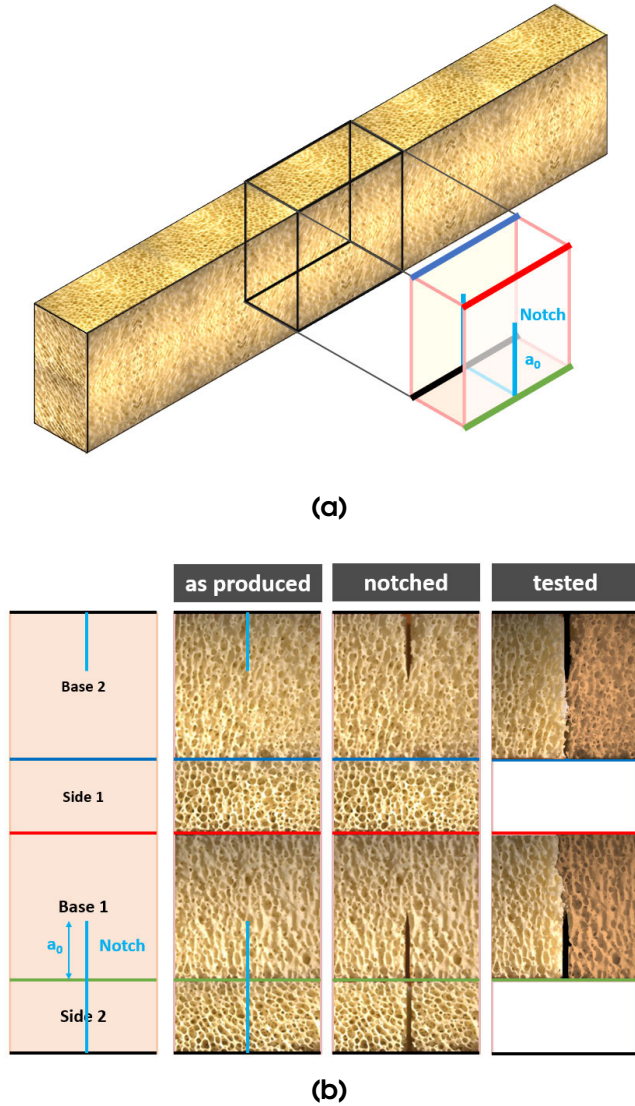 Notch
a₀
(a)
as produced
notched
tested
Base 2
Side 1
Base 1
a₀
Notch
Side 2
(b)